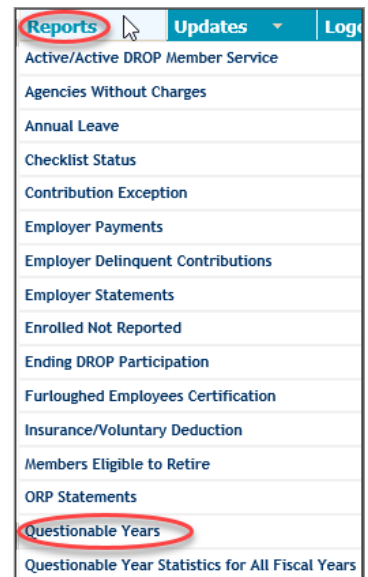 Reports Updates Logo
Active/Active DROP Member Service
Agencies Without Charges
Annual Leave
Checklist Status
Contribution Exception
Employer Payments
Employer Delinquent Contributions
Employer Statements
Enrolled Not Reported
Ending DROP Participation
Furloughed Employees Certification
Insurance/Voluntary Deduction
Members Eligible to Retire
ORP Statements
Questionable Years
Questionable Year Statistics for All Fiscal Years